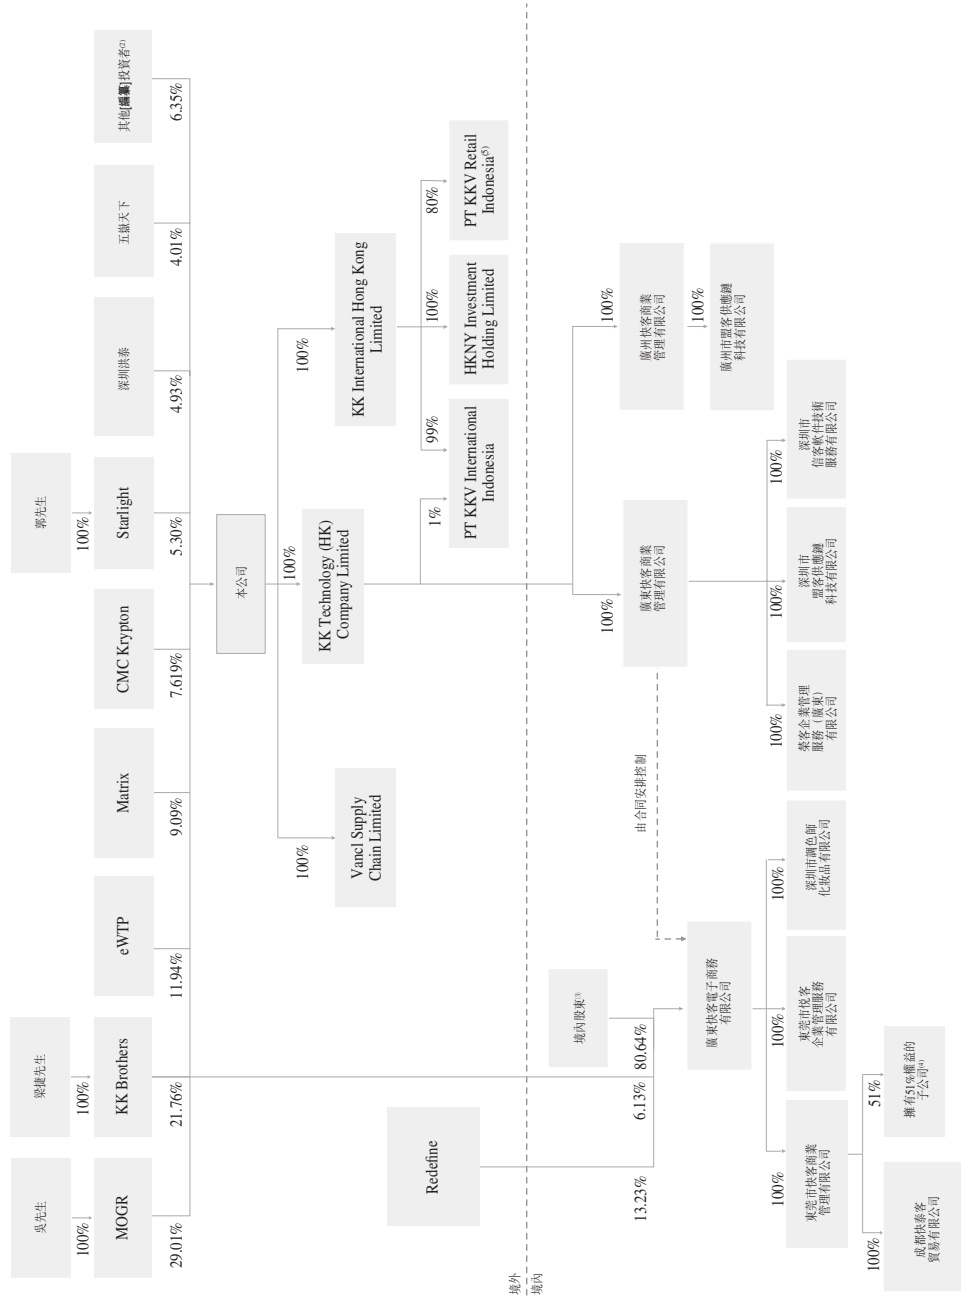 吳先生
梁捷先生
郭先生
100%
100%
100%
MOGR
KK Brothers
eWTP
Matrix
CMC Krypton
Starlight
深圳洪泰
五嶽天下
其他[編纂]投資者(2)
29.01%
21.76%
11.94%
9.09%
7.619%
5.30%
4.93%
4.01%
6.35%
本公司
100%
100%
100%
Vancl Supply
Chain Limited
KK Technology (HK)
Company Limited
KK International Hong Kong
Limited
1%
99%
100%
80%
PT KKV International
Indonesia
HKNY Investment
Holding Limited
PT KKV Retail
Indonesia(5)
Redefine
境外
境內
境內股東(3)
13.23%
6.13%
80.64%
由合同安排控制
100%
100%
廣東快客電子商務
有限公司
廣東快客商業
管理有限公司
廣州快客商業
管理有限公司
100%
廣州市盟客供應鏈
科技有限公司
100%
100%
100%
100%
100%
100%
東莞市快客商業
管理有限公司
東莞市悦客
企業管理服務
有限公司
深圳市調色師
化妝品有限公司
榮客企業管理
服務（廣東）
有限公司
深圳市
盟客供應鏈
科技有限公司
深圳市
信客軟件技術
服務有限公司
100%
51%
成都快泰客
貿易有限公司
擁有51%權益的
子公司(4)